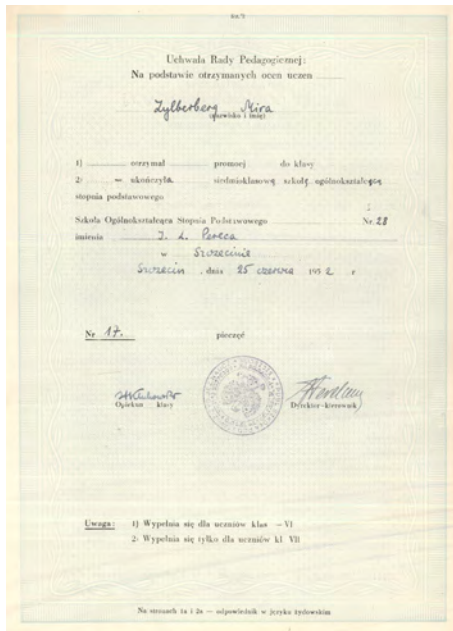 Uchwała Rady Pedagogicznej:
Na podstawie otrzymanych ocen uczeń
Zylberberg Mira
(nazwisko i imię)
1) otrzymał promocj do klasy
2) — ukończyła siedmioklasową szkołę ogólnokształcącą
stopnia podstawowego
Szkoła Ogólnokształcąca Stopnia Podstawowego Nr. 28
imienia J. L. Pereca
w Szczecinie
Szczecin, dnia 25 czerwca 1952 r
Nr 17. pieczęć
Opiekun klasy Dyrektor-kierownik
Uwaga: 1) Wypełnia się dla uczniów klas –VI
2) Wypełnia się tylko dla uczniów kl VII
Na stronach 1a i 2a — odpowiednik w języku żydowskim